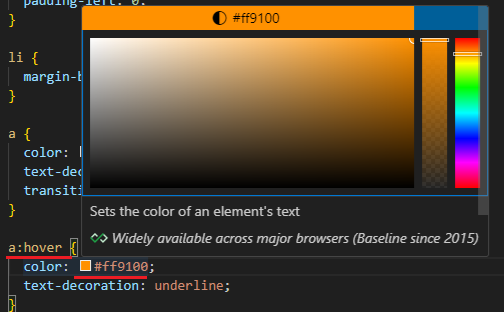 padding-left: 0;
#ff9100
}
li {
margin-b
}
a {
color:
text-dec
transiti
}
Sets the color of an element's text
Widely available across major browsers (Baseline since 2015)
a:hover {
color: #ff9100;
text-decoration: underline;
}